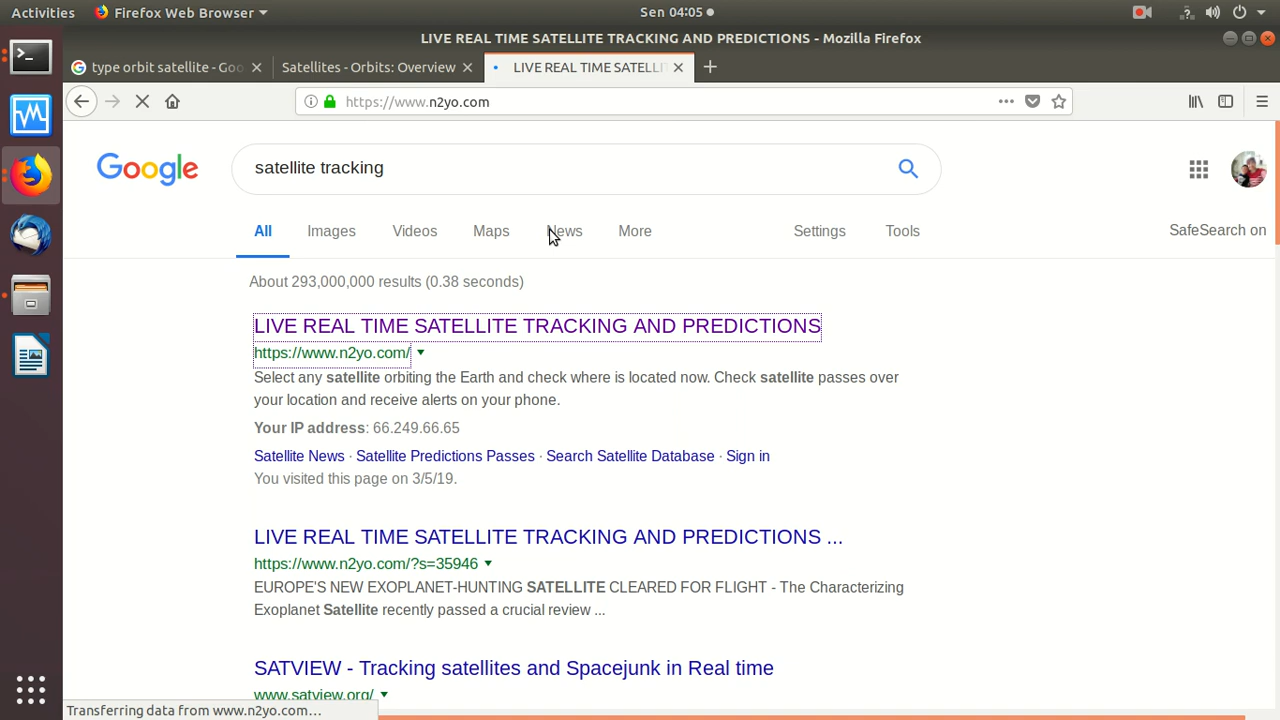 Activities Firefox Web Browser Sen 04:05
LIVE REAL TIME SATELLITE TRACKING AND PREDICTIONS - Mozilla Firefox
type orbit satellite - Goo Satellites - Orbits: Overview LIVE REAL TIME SATELLIT
https://www.n2yo.com
Google satellite tracking
All Images Videos Maps News More Settings Tools SafeSearch on
About 293,000,000 results (0.38 seconds)
LIVE REAL TIME SATELLITE TRACKING AND PREDICTIONS
https://www.n2yo.com/
Select any satellite orbiting the Earth and check where is located now. Check satellite passes over
your location and receive alerts on your phone.
Your IP address: 66.249.66.65
Satellite News · Satellite Predictions Passes · Search Satellite Database · Sign in
You visited this page on 3/5/19.
LIVE REAL TIME SATELLITE TRACKING AND PREDICTIONS ...
https://www.n2yo.com/?s=35946
EUROPE'S NEW EXOPLANET-HUNTING SATELLITE CLEARED FOR FLIGHT - The Characterizing
Exoplanet Satellite recently passed a crucial review ...
SATVIEW - Tracking satellites and Spacejunk in Real time
www.satview.org/
Transferring data from www.n2yo.com…